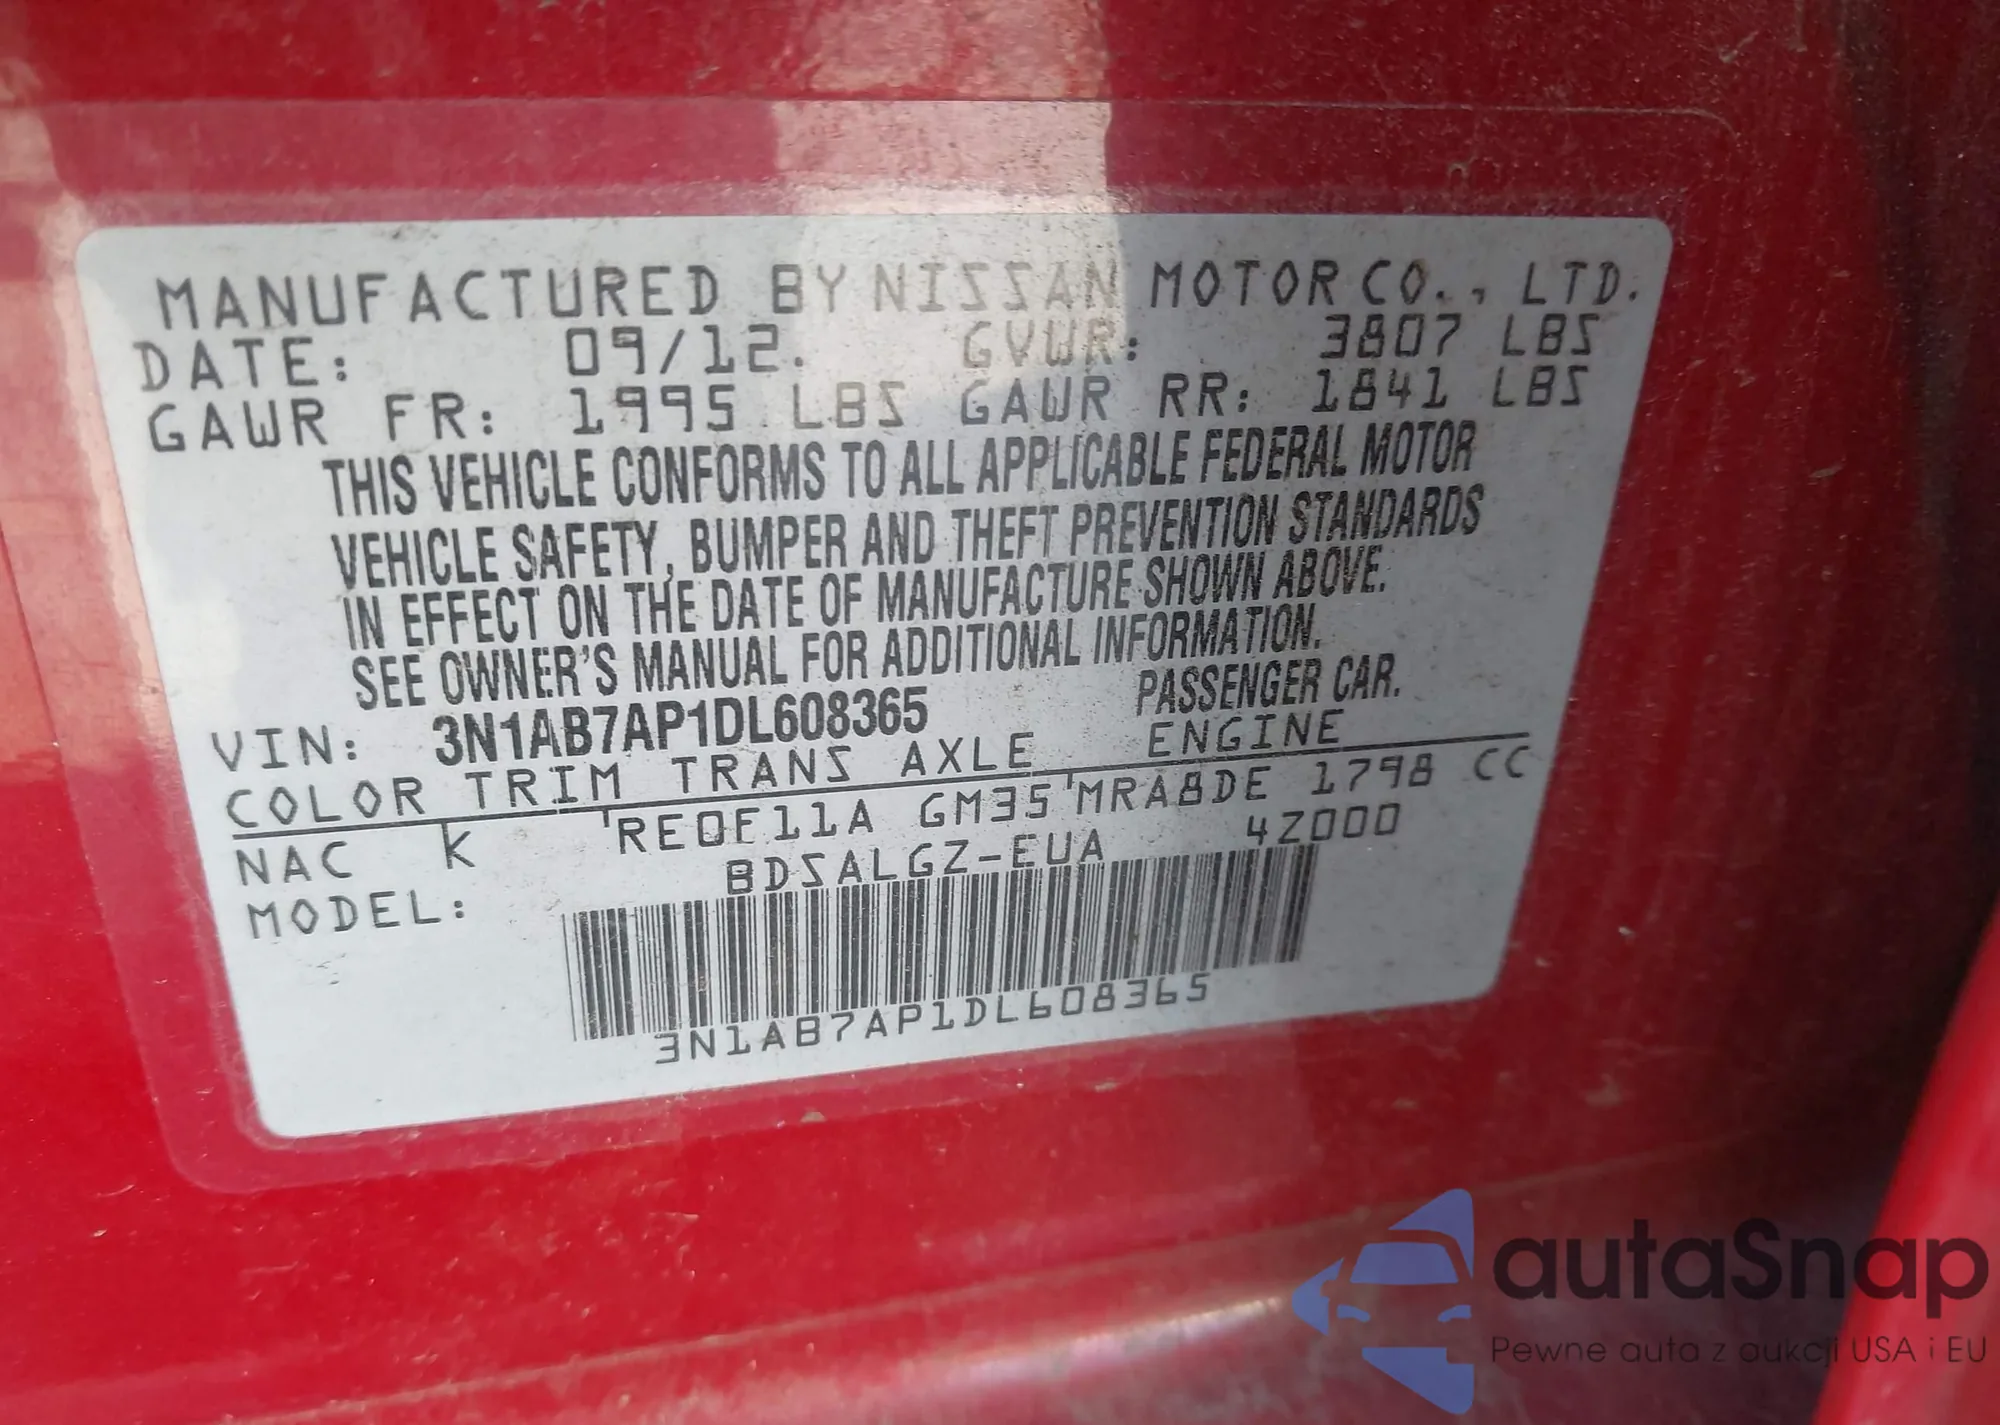 MANUFACTURED BY NISSAN MOTOR CO., LTD.
DATE: 09/12. GVWR: 3807 LBS
GAWR FR: 1995 LBS GAWR RR: 1841 LBS
THIS VEHICLE CONFORMS TO ALL APPLICABLE FEDERAL MOTOR
VEHICLE SAFETY, BUMPER AND THEFT PREVENTION STANDARDS
IN EFFECT ON THE DATE OF MANUFACTURE SHOWN ABOVE.
SEE OWNER'S MANUAL FOR ADDITIONAL INFORMATION.
VIN: 3N1AB7AP1DL608365 PASSENGER CAR.
COLOR TRIM TRANS AXLE ENGINE
NAC K RE0F11A GM35 MRA8DE 1798 CC
MODEL: BDSALGZ-EUA 4Z000
3N1AB7AP1DL608365
autaSnap
Pewne auta z aukcji USA i EU